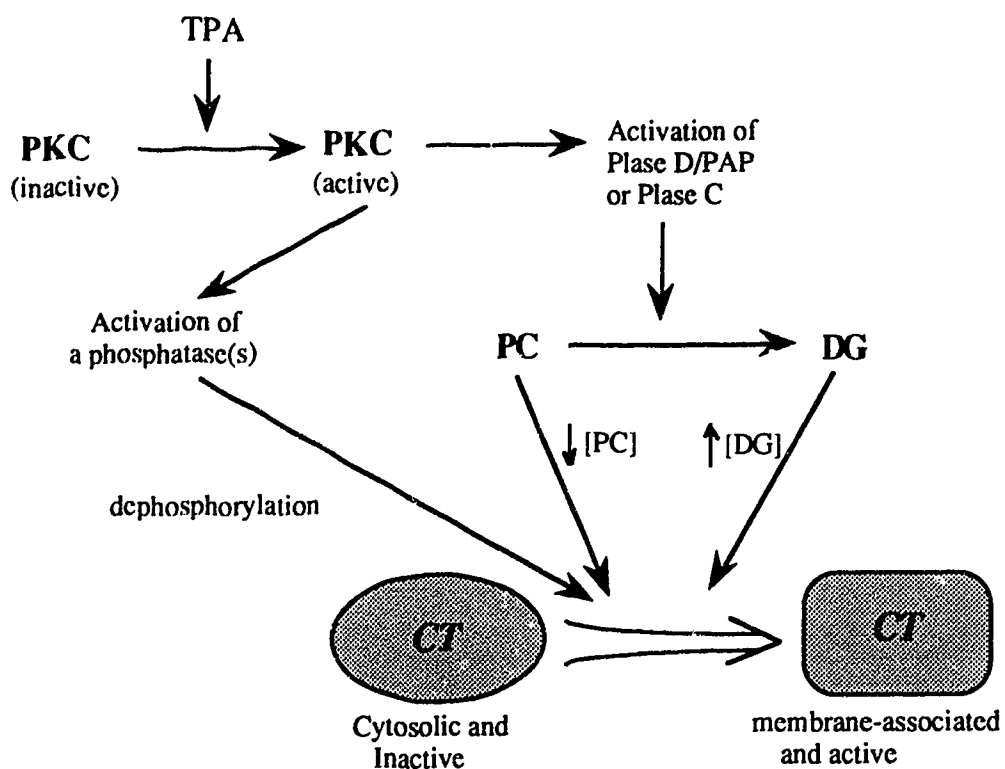 TPA
PKC
(inactive)
PKC
(active)
Activation of
Plase D/PAP
or Plase C
Activation of
a phosphatase(s)
PC
DG
↓ [PC]
↑ [DG]
dephosphorylation
CT
CT
Cytosolic and
Inactive
membrane-associated
and active